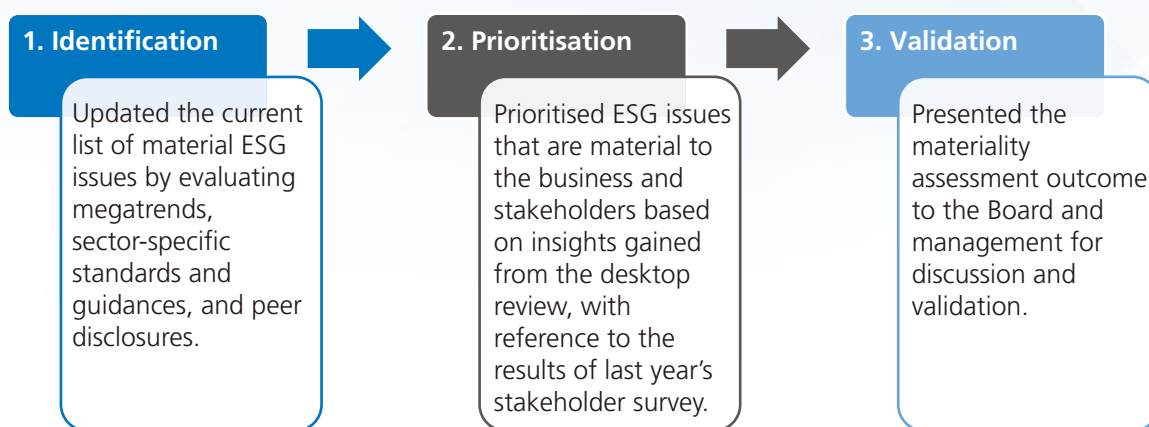 1. Identification
Updated the current
list of material ESG
issues by evaluating
megatrends,
sector-specific
standards and
guidances, and peer
disclosures.
2. Prioritisation
Prioritised ESG issues
that are material to
the business and
stakeholders based
on insights gained
from the desktop
review, with
reference to the
results of last year’s
stakeholder survey.
3. Validation
Presented the
materiality
assessment outcome
to the Board and
management for
discussion and
validation.